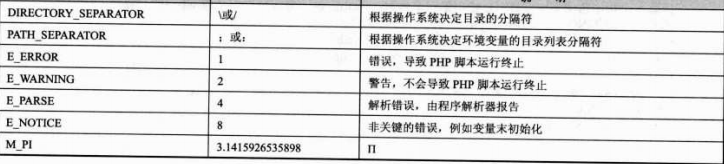 DIRECTORY_SEPARATOR \或/ 根据操作系统决定目录的分隔符
PATH_SEPARATOR ；或： 根据操作系统决定环境变量的目录列表分隔符
E_ERROR 1 错误，导致 PHP 脚本运行终止
E_WARNING 2 警告，不会导致 PHP 脚本运行终止
E_PARSE 4 解析错误，由程序解析器报告
E_NOTICE 8 非关键的错误，例如变量末初始化
M_PI 3.1415926535898 Π